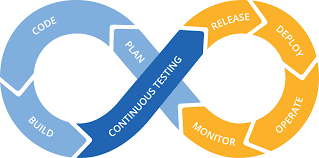 CODE
PLAN
BUILD
CONTINUOUS TESTING
RELEASE
DEPLOY
OPERATE
MONITOR